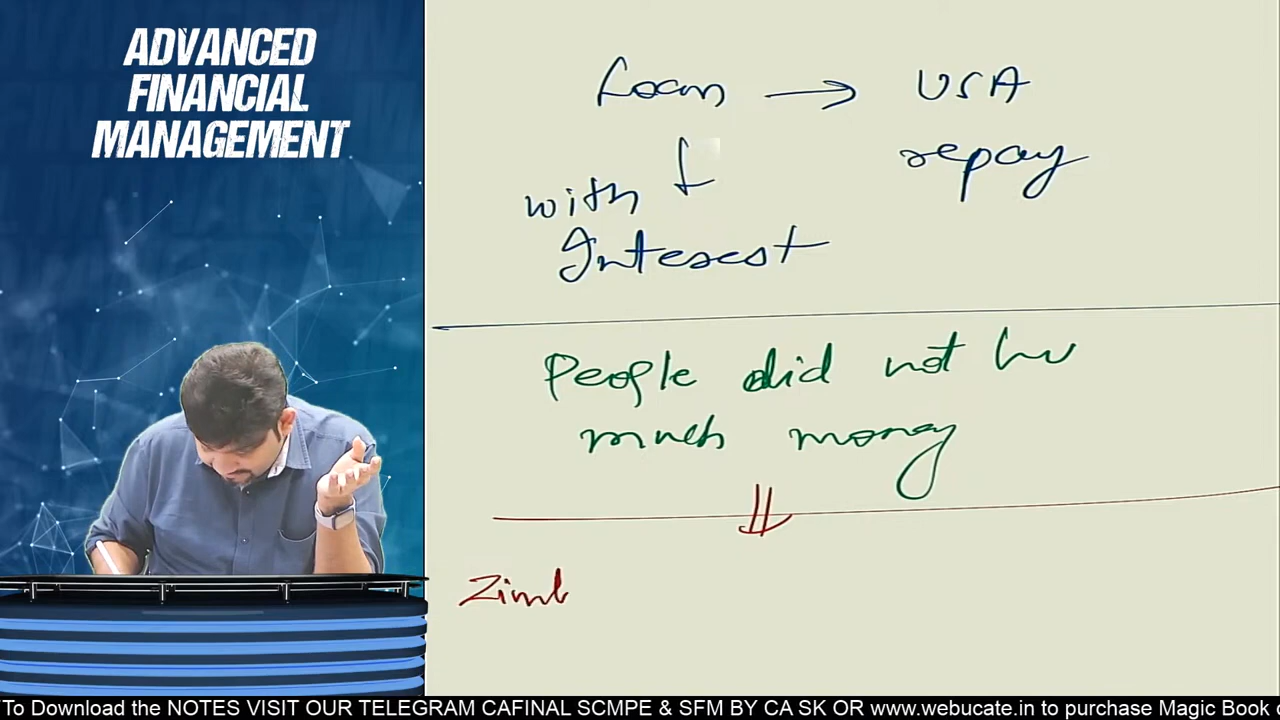 ADVANCED
FINANCIAL
MANAGEMENT
Loan → USA
repay
with
Interest
People did not hv
much money
Zimb
To Download the NOTES VISIT OUR TELEGRAM CAFINAL SCMPE & SFM BY CA SK OR www.webucate.in to purchase Magic Book o